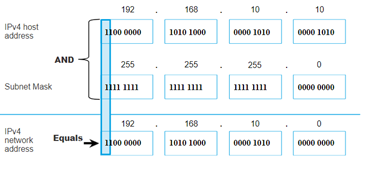 192 . 168 . 10 . 10
IPv4 host address
1100 0000 1010 1000 0000 1010 0000 1010
AND
255 . 255 . 255 . 0
Subnet Mask
1111 1111 1111 1111 1111 1111 0000 0000
192 . 168 . 10 . 0
IPv4 network address
Equals
1100 0000 1010 1000 0000 1010 0000 0000